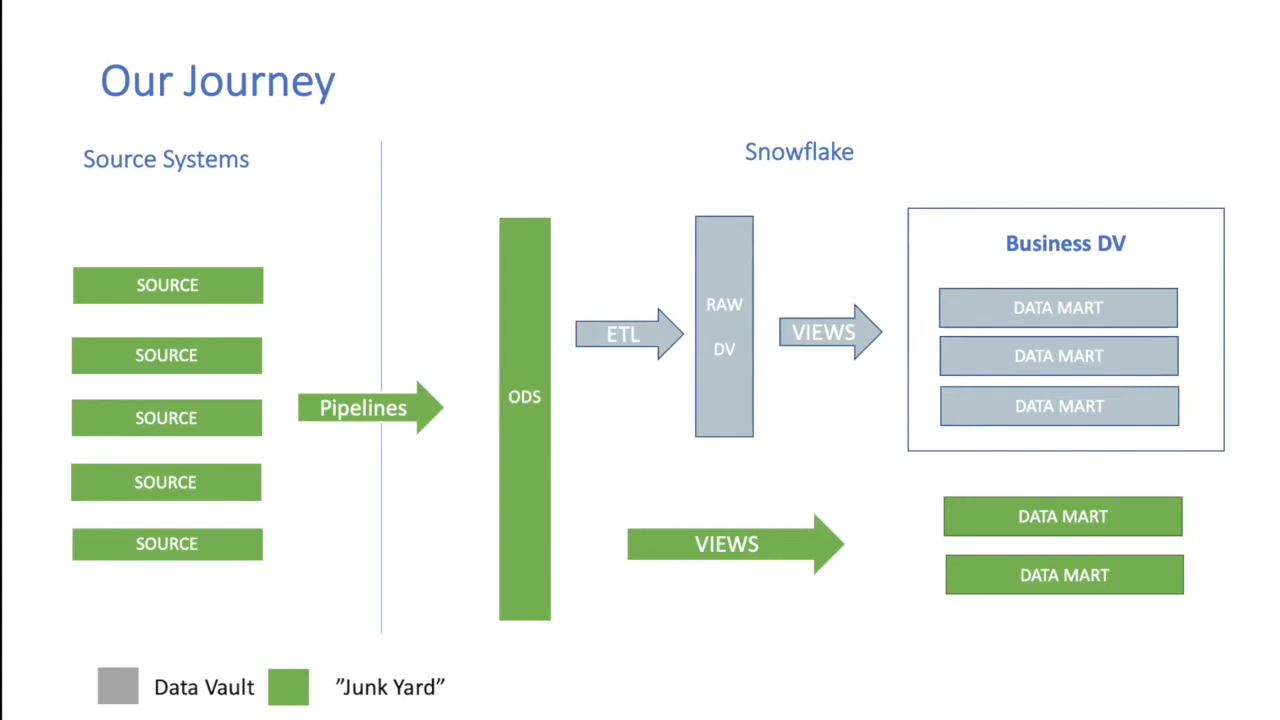 Our Journey
Source Systems
Snowflake
SOURCE
SOURCE
SOURCE
SOURCE
SOURCE
Pipelines
ODS
ETL
RAW
DV
VIEWS
Business DV
DATA MART
DATA MART
DATA MART
VIEWS
DATA MART
DATA MART
Data Vault
”Junk Yard”